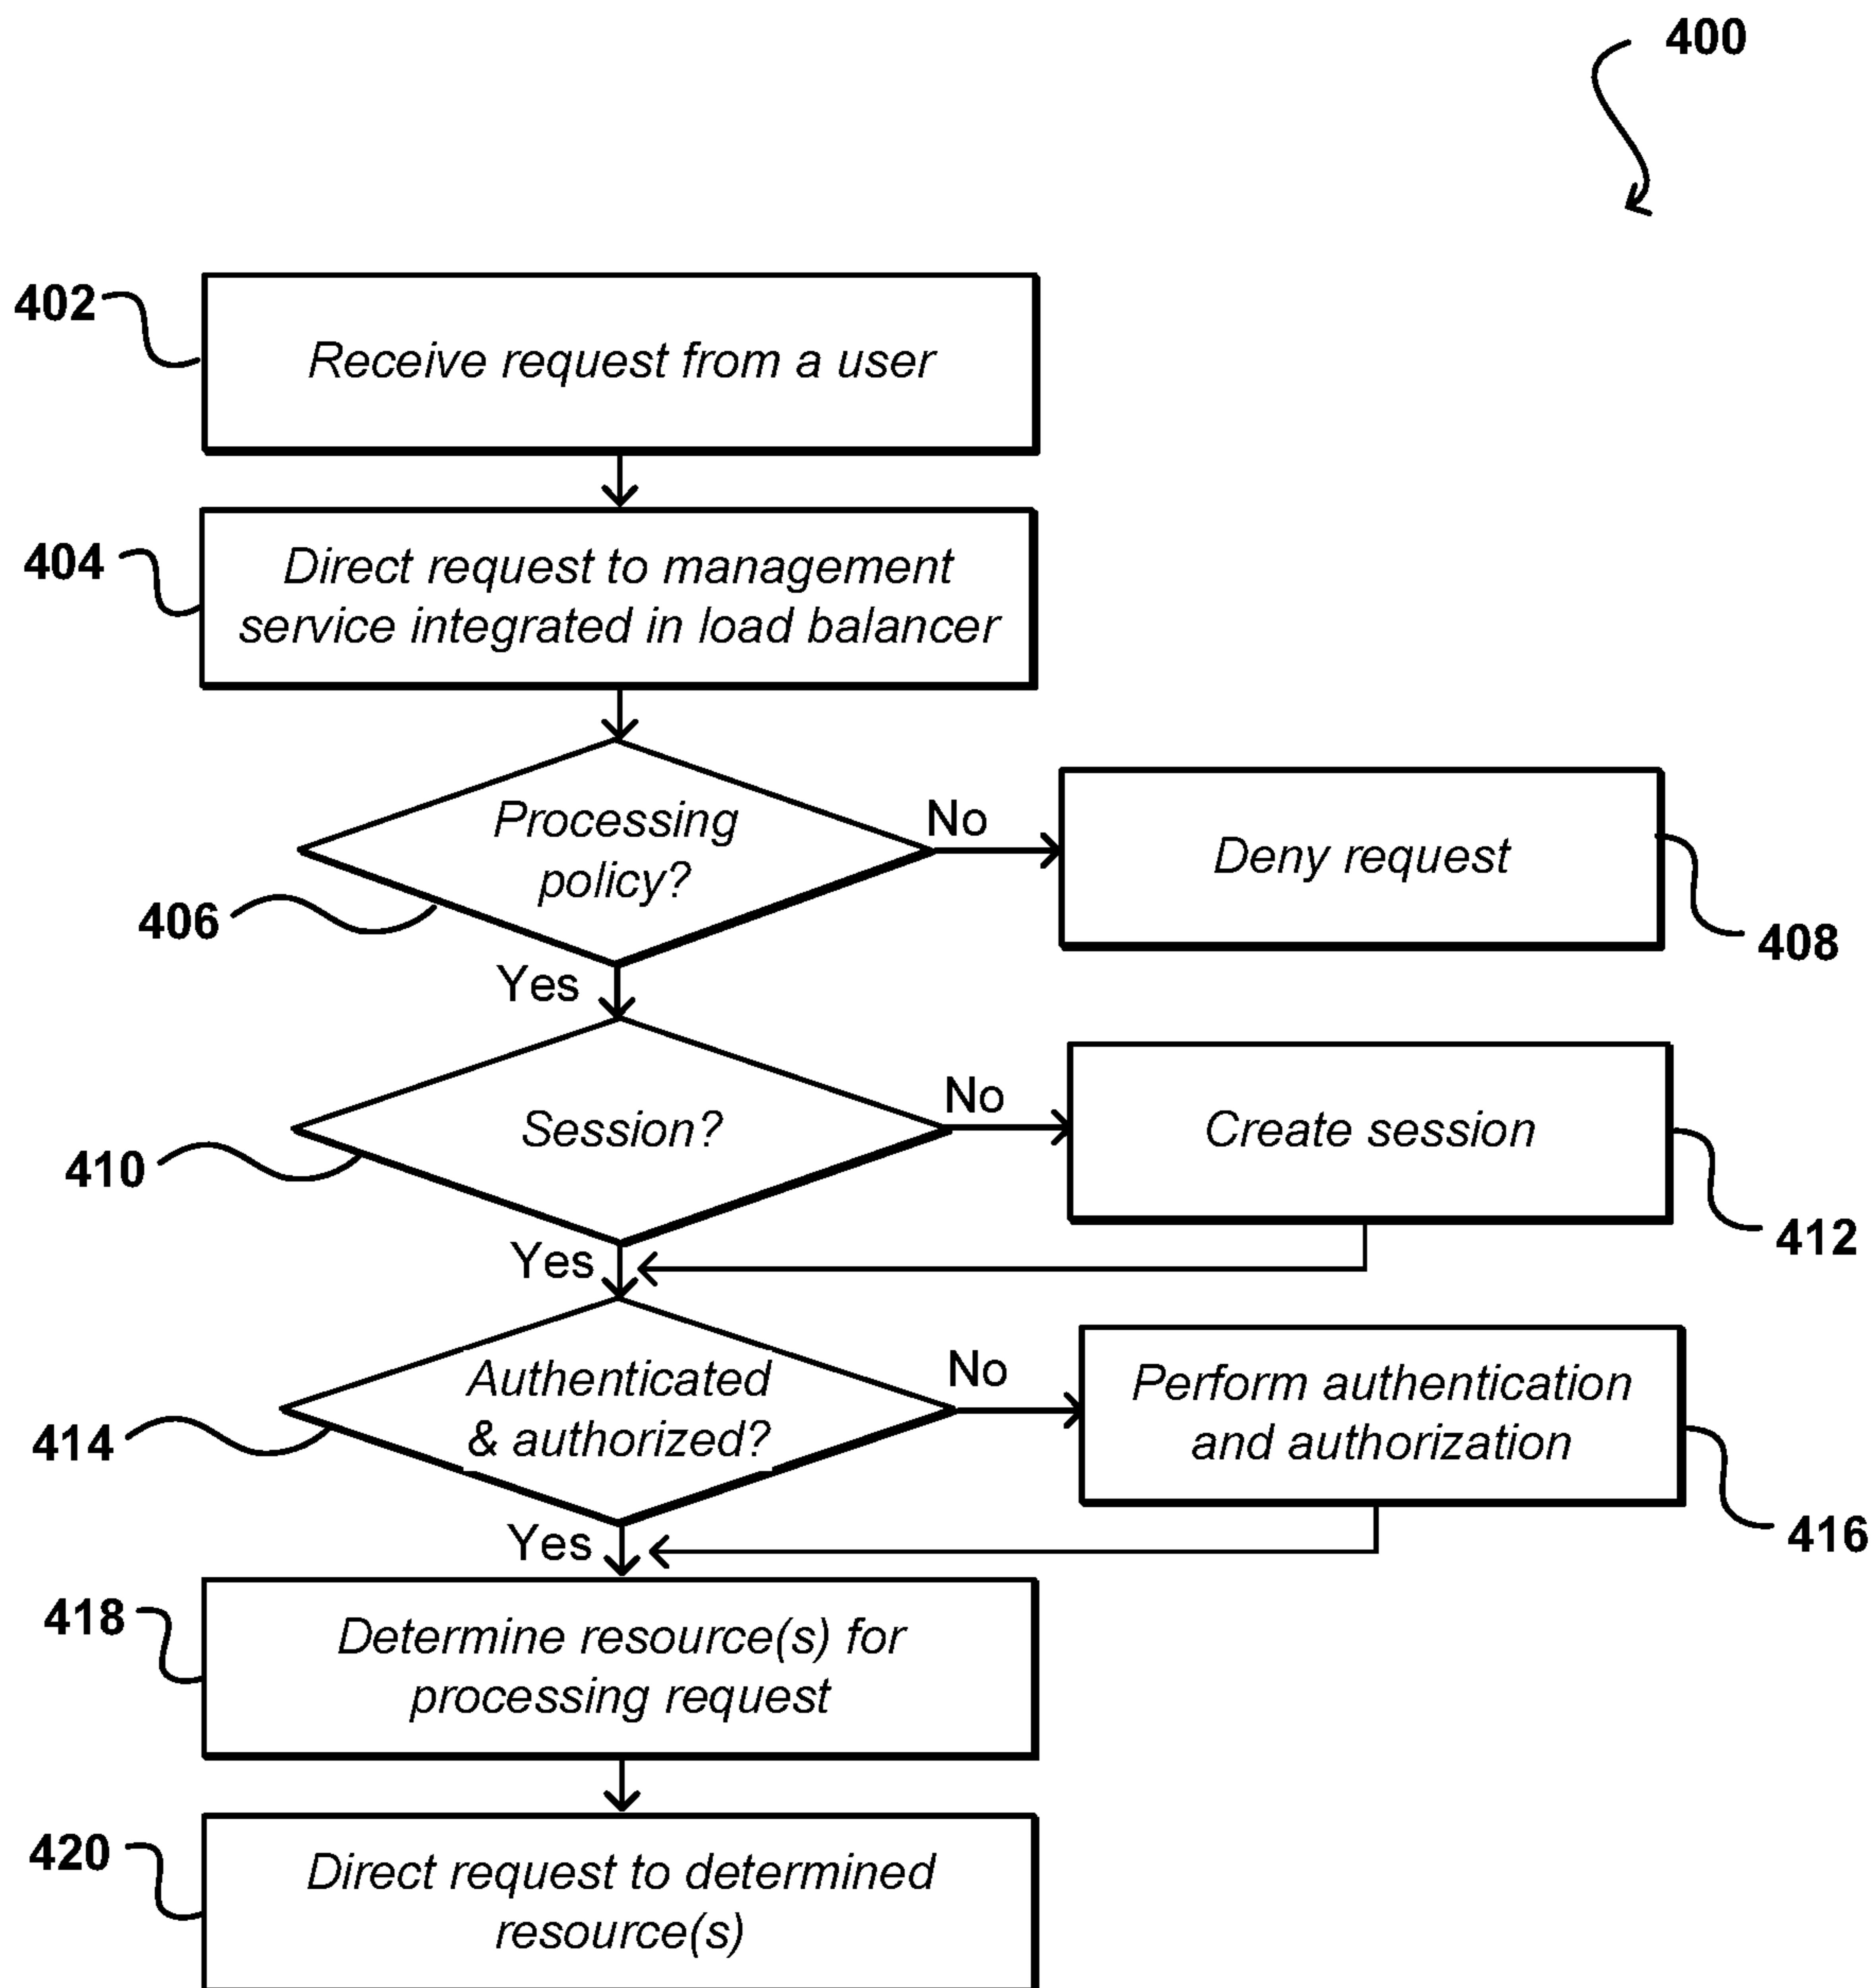 400
402
Receive request from a user
404
Direct request to management
service integrated in load balancer
Processing
policy?
No
406
Deny request
408
Yes
Session?
No
410
Create session
412
Yes
Authenticated
& authorized?
No
414
Perform authentication
and authorization
416
Yes
418
Determine resource(s) for
processing request
420
Direct request to determined
resource(s)